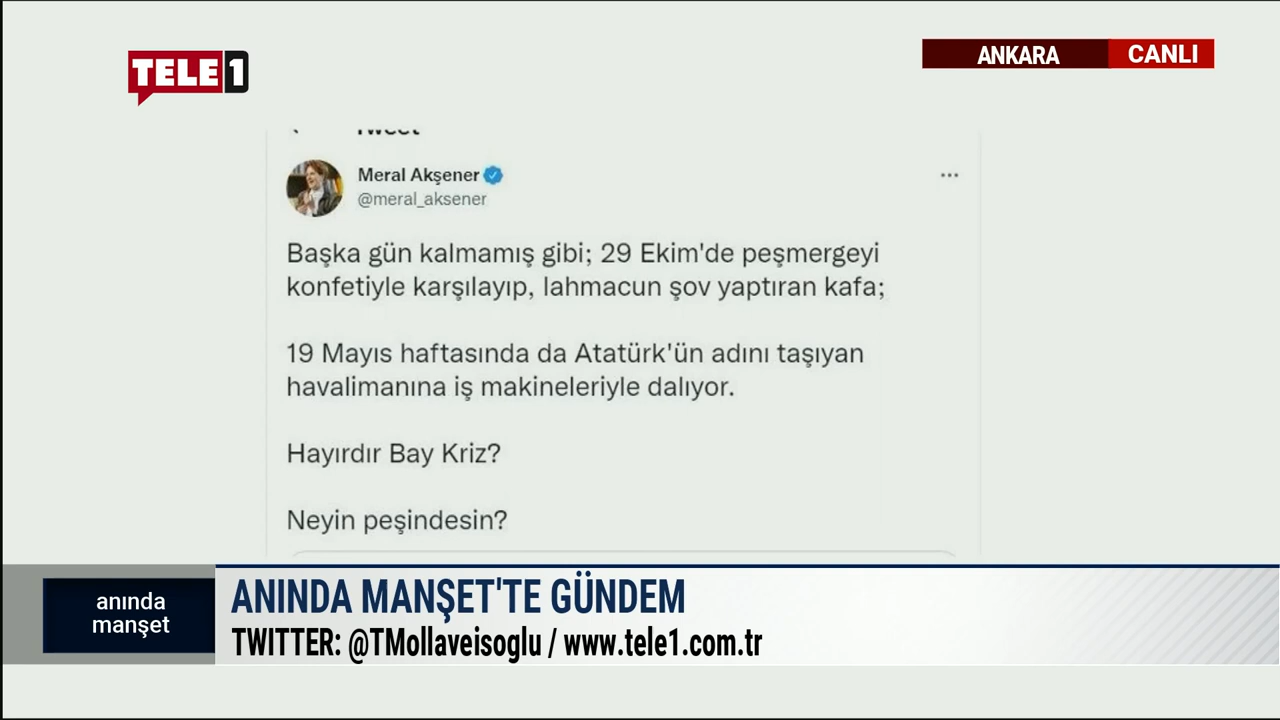 TELE1
ANKARA
CANLI
Tweet
Meral Akşener
@meral_aksener
Başka gün kalmamış gibi; 29 Ekim'de peşmergeyi
konfetiyle karşılayıp, lahmacun şov yaptıran kafa;
19 Mayıs haftasında da Atatürk'ün adını taşıyan
havalimanına iş makineleriyle dalıyor.
Hayırdır Bay Kriz?
Neyin peşindesin?
anında
manşet
ANINDA MANŞET'TE GÜNDEM
TWITTER: @TMollaveisoglu / www.tele1.com.tr